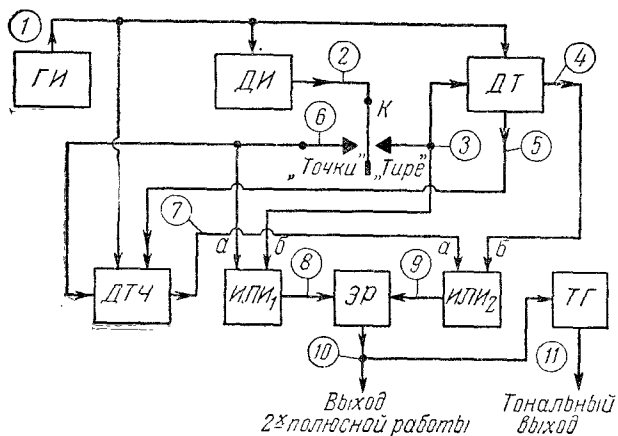 1
ГИ
2
ДИ
К
ДТ
4
6
3
5
„Точки"
„Тире"
7
а
б
8
9
а
б
ДТЧ
ИЛИ1
ЭР
ИЛИ2
ТГ
10
11
Выход
2х полюсной работы
Тональный
выход